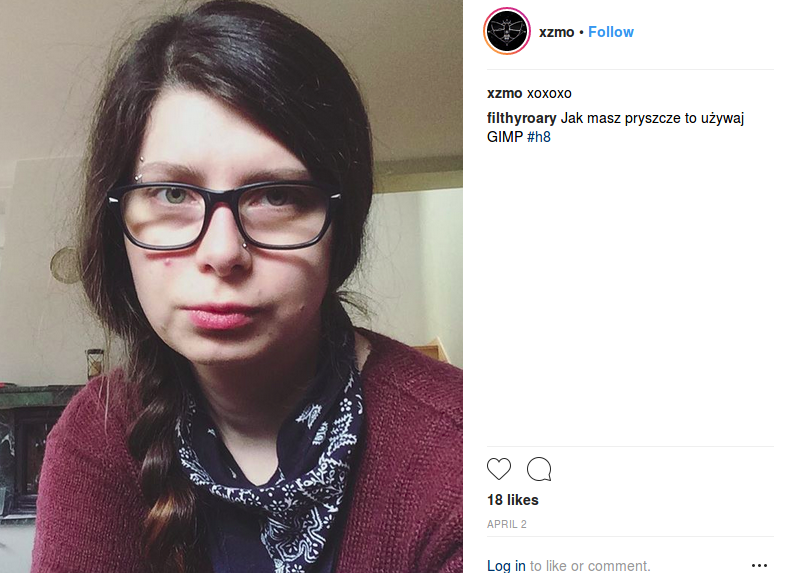 xzmo • Follow
xzmo xoxoxo
filthyroary Jak masz pryszcze to używaj
GIMP #h8
18 likes
APRIL 2
Log in to like or comment.